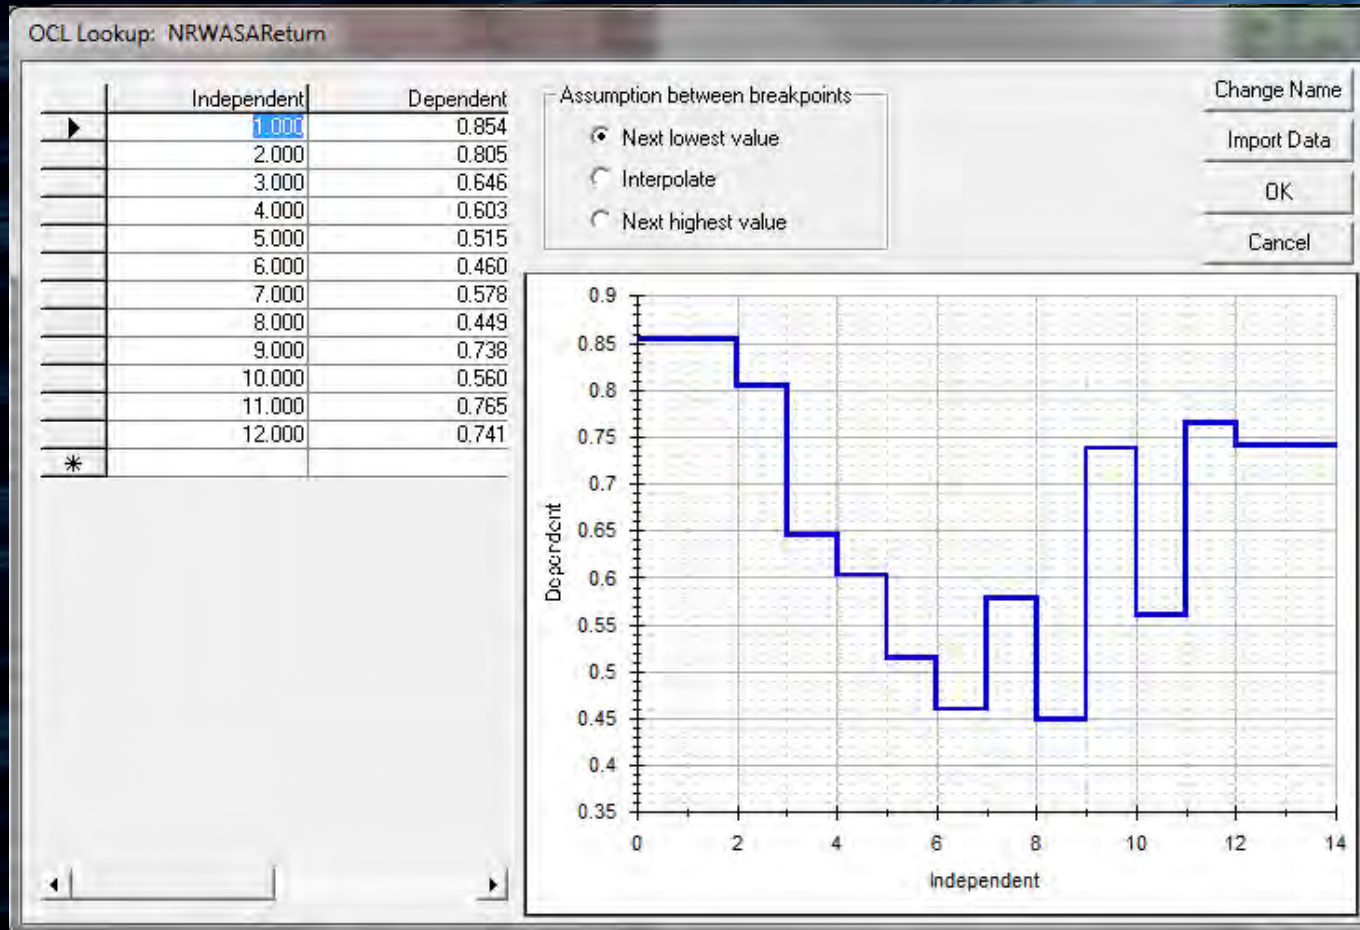 OCL Lookup: NRWASAReturn
Independent Dependent
1.000 0.854
2.000 0.805
3.000 0.646
4.000 0.603
5.000 0.515
6.000 0.460
7.000 0.578
8.000 0.449
9.000 0.738
10.000 0.560
11.000 0.765
12.000 0.741
*
Assumption between breakpoints
Next lowest value
Interpolate
Next highest value
Change Name
Import Data
OK
Cancel
0.9
0.85
0.8
0.75
0.7
0.65
0.6
0.55
0.5
0.45
0.4
0.35
Dependent
0 2 4 6 8 10 12 14
Independent